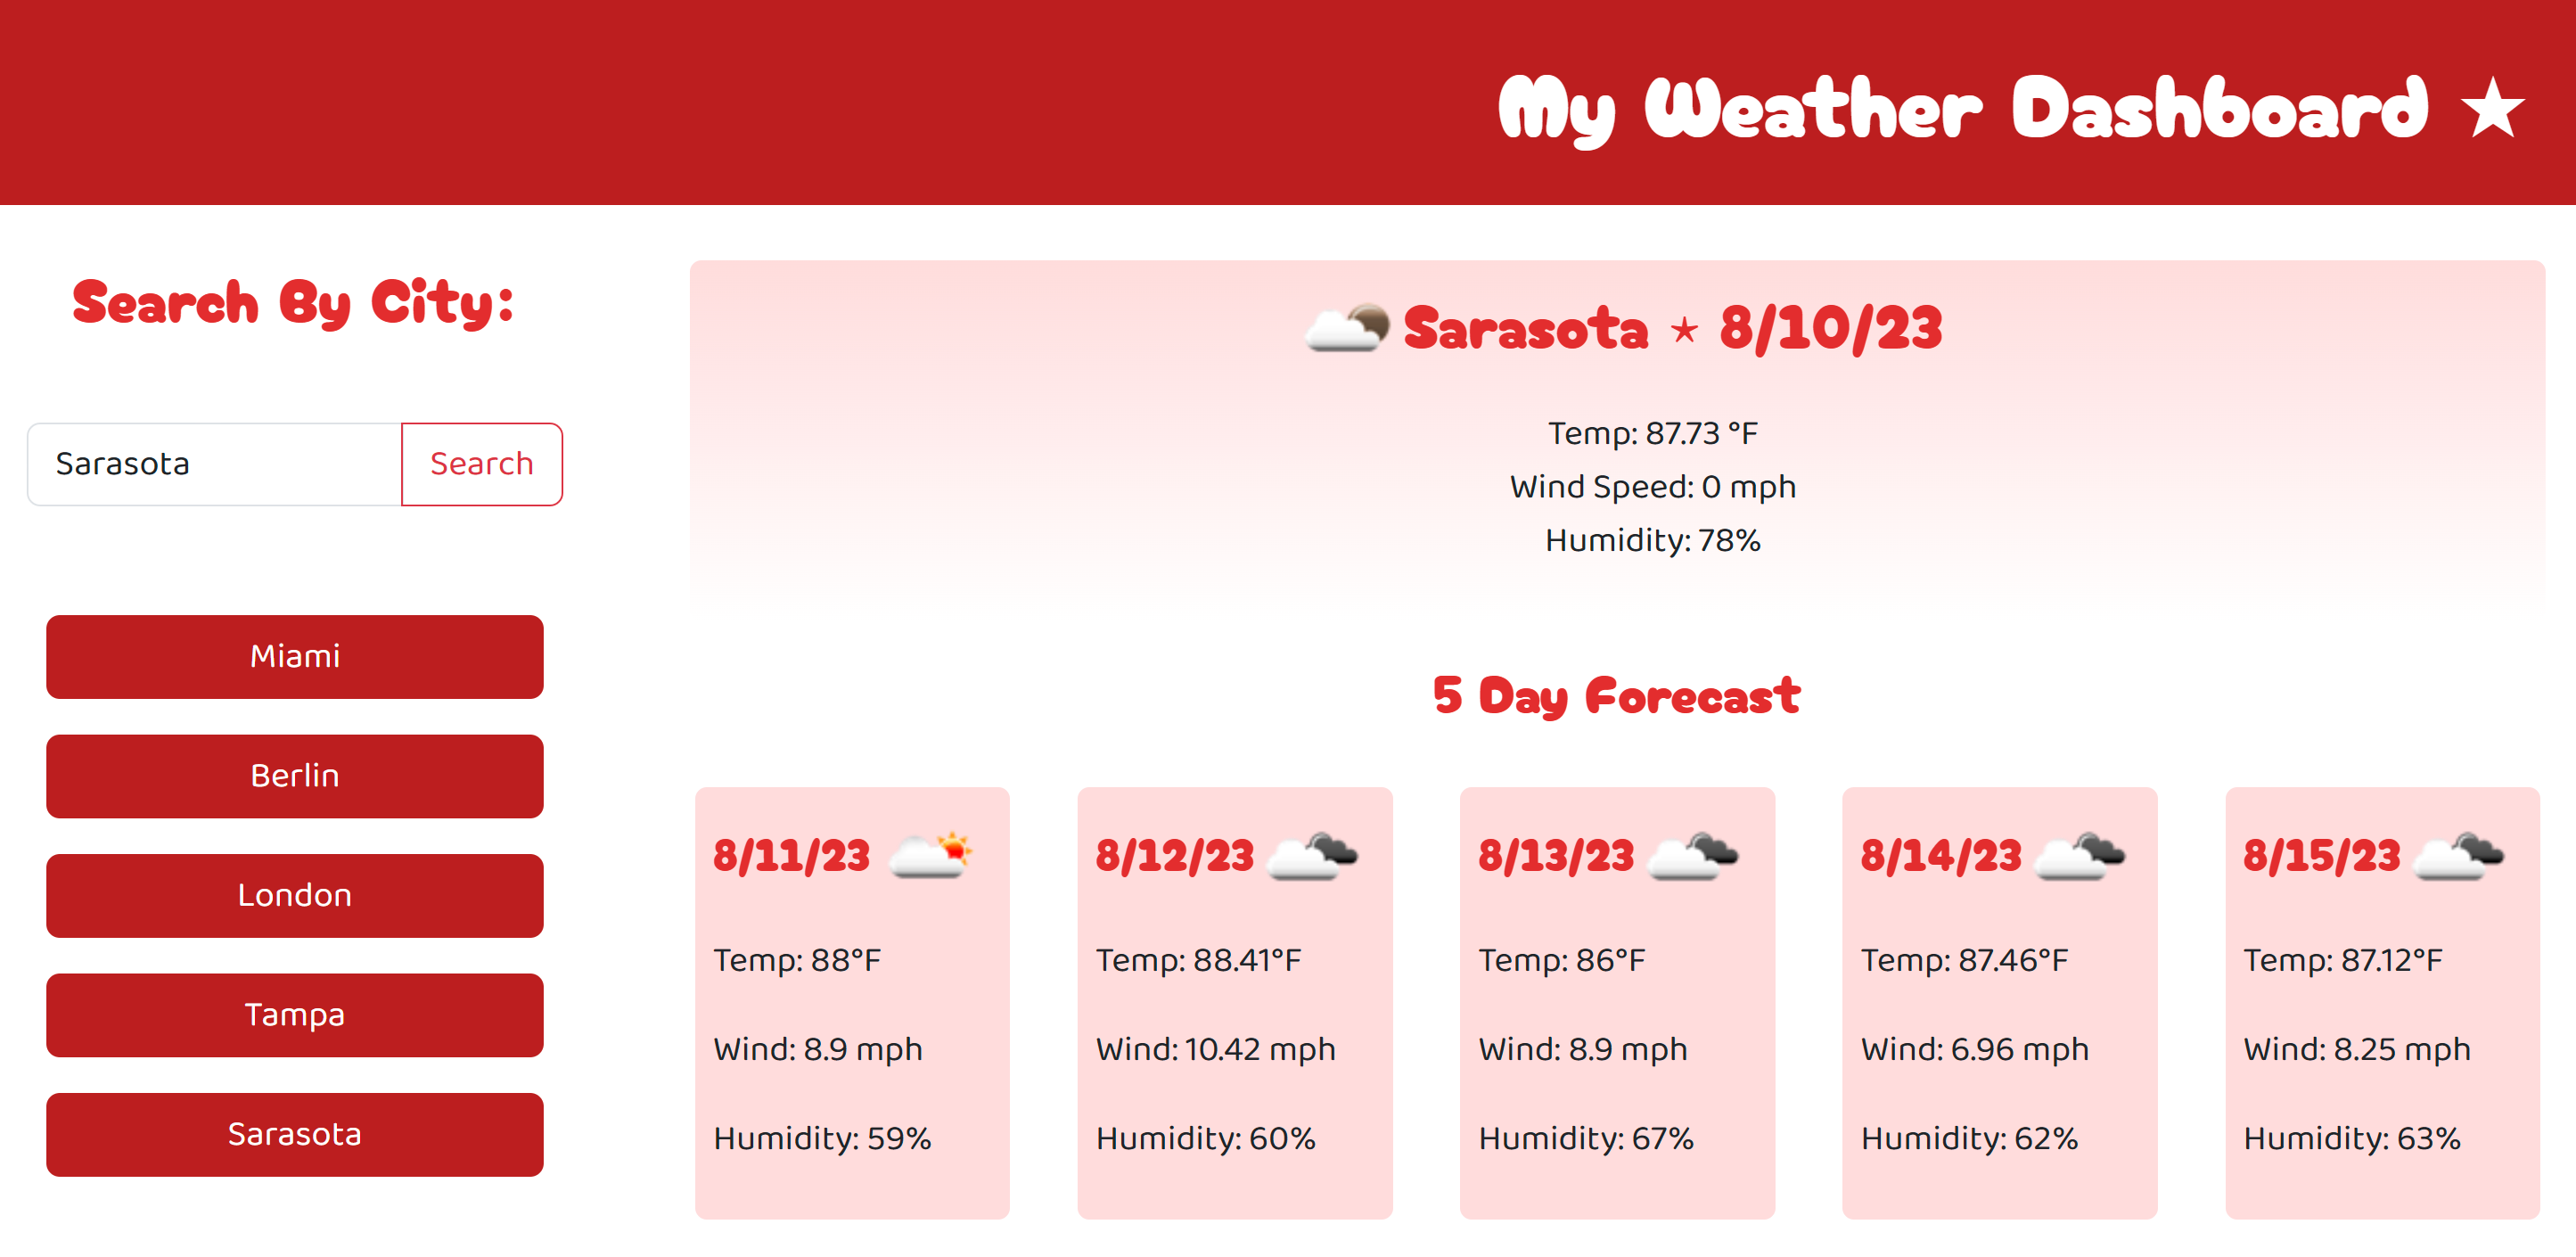 My Weather Dashboard ★
Search By City:
Sarasota
Search
Miami
Berlin
London
Tampa
Sarasota
Sarasota ⋆ 8/10/23
Temp: 87.73 °F
Wind Speed: 0 mph
Humidity: 78%
5 Day Forecast
8/11/23
Temp: 88°F
Wind: 8.9 mph
Humidity: 59%
8/12/23
Temp: 88.41°F
Wind: 10.42 mph
Humidity: 60%
8/13/23
Temp: 86°F
Wind: 8.9 mph
Humidity: 67%
8/14/23
Temp: 87.46°F
Wind: 6.96 mph
Humidity: 62%
8/15/23
Temp: 87.12°F
Wind: 8.25 mph
Humidity: 63%